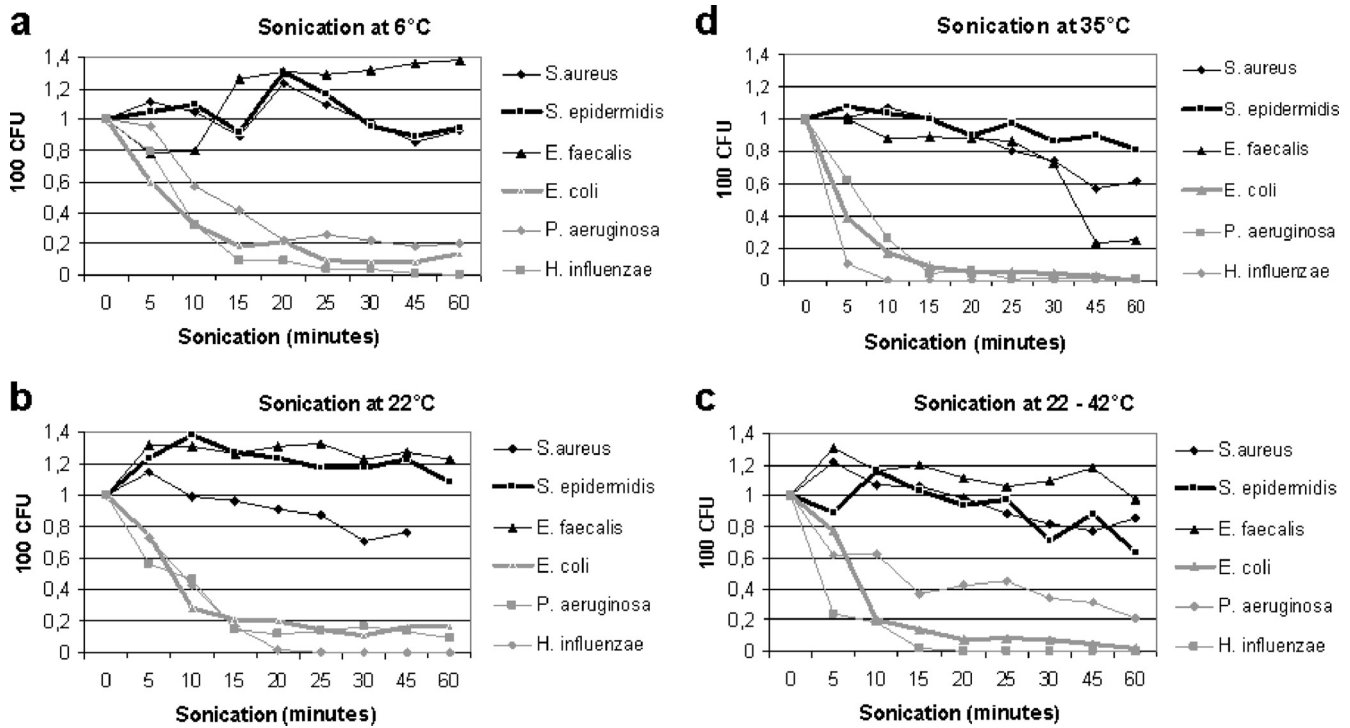 a
Sonication at 6°C
1,4
1,2
1
0,8
0,6
0,4
0,2
0
100 CFU
0 5 10 15 20 25 30 45 60
Sonication (minutes)
S.aureus
S. epidermidis
E. faecalis
E. coli
P. aeruginosa
H. influenzae
d
Sonication at 35°C
1,4
1,2
1
0,8
0,6
0,4
0,2
0
100 CFU
0 5 10 15 20 25 30 45 60
Sonication (minutes)
S.aureus
S. epidermidis
E. faecalis
E. coli
P. aeruginosa
H. influenzae
b
Sonication at 22°C
1,4
1,2
1
0,8
0,6
0,4
0,2
0
100 CFU
0 5 10 15 20 25 30 45 60
Sonication (minutes)
S.aureus
S. epidermidis
E. faecalis
E. coli
P. aeruginosa
H. influenzae
c
Sonication at 22 - 42°C
1,4
1,2
1
0,8
0,6
0,4
0,2
0
100 CFU
0 5 10 15 20 25 30 45 60
Sonication (minutes)
S.aureus
S. epidermidis
E. faecalis
E. coli
P. aeruginosa
H. influenzae